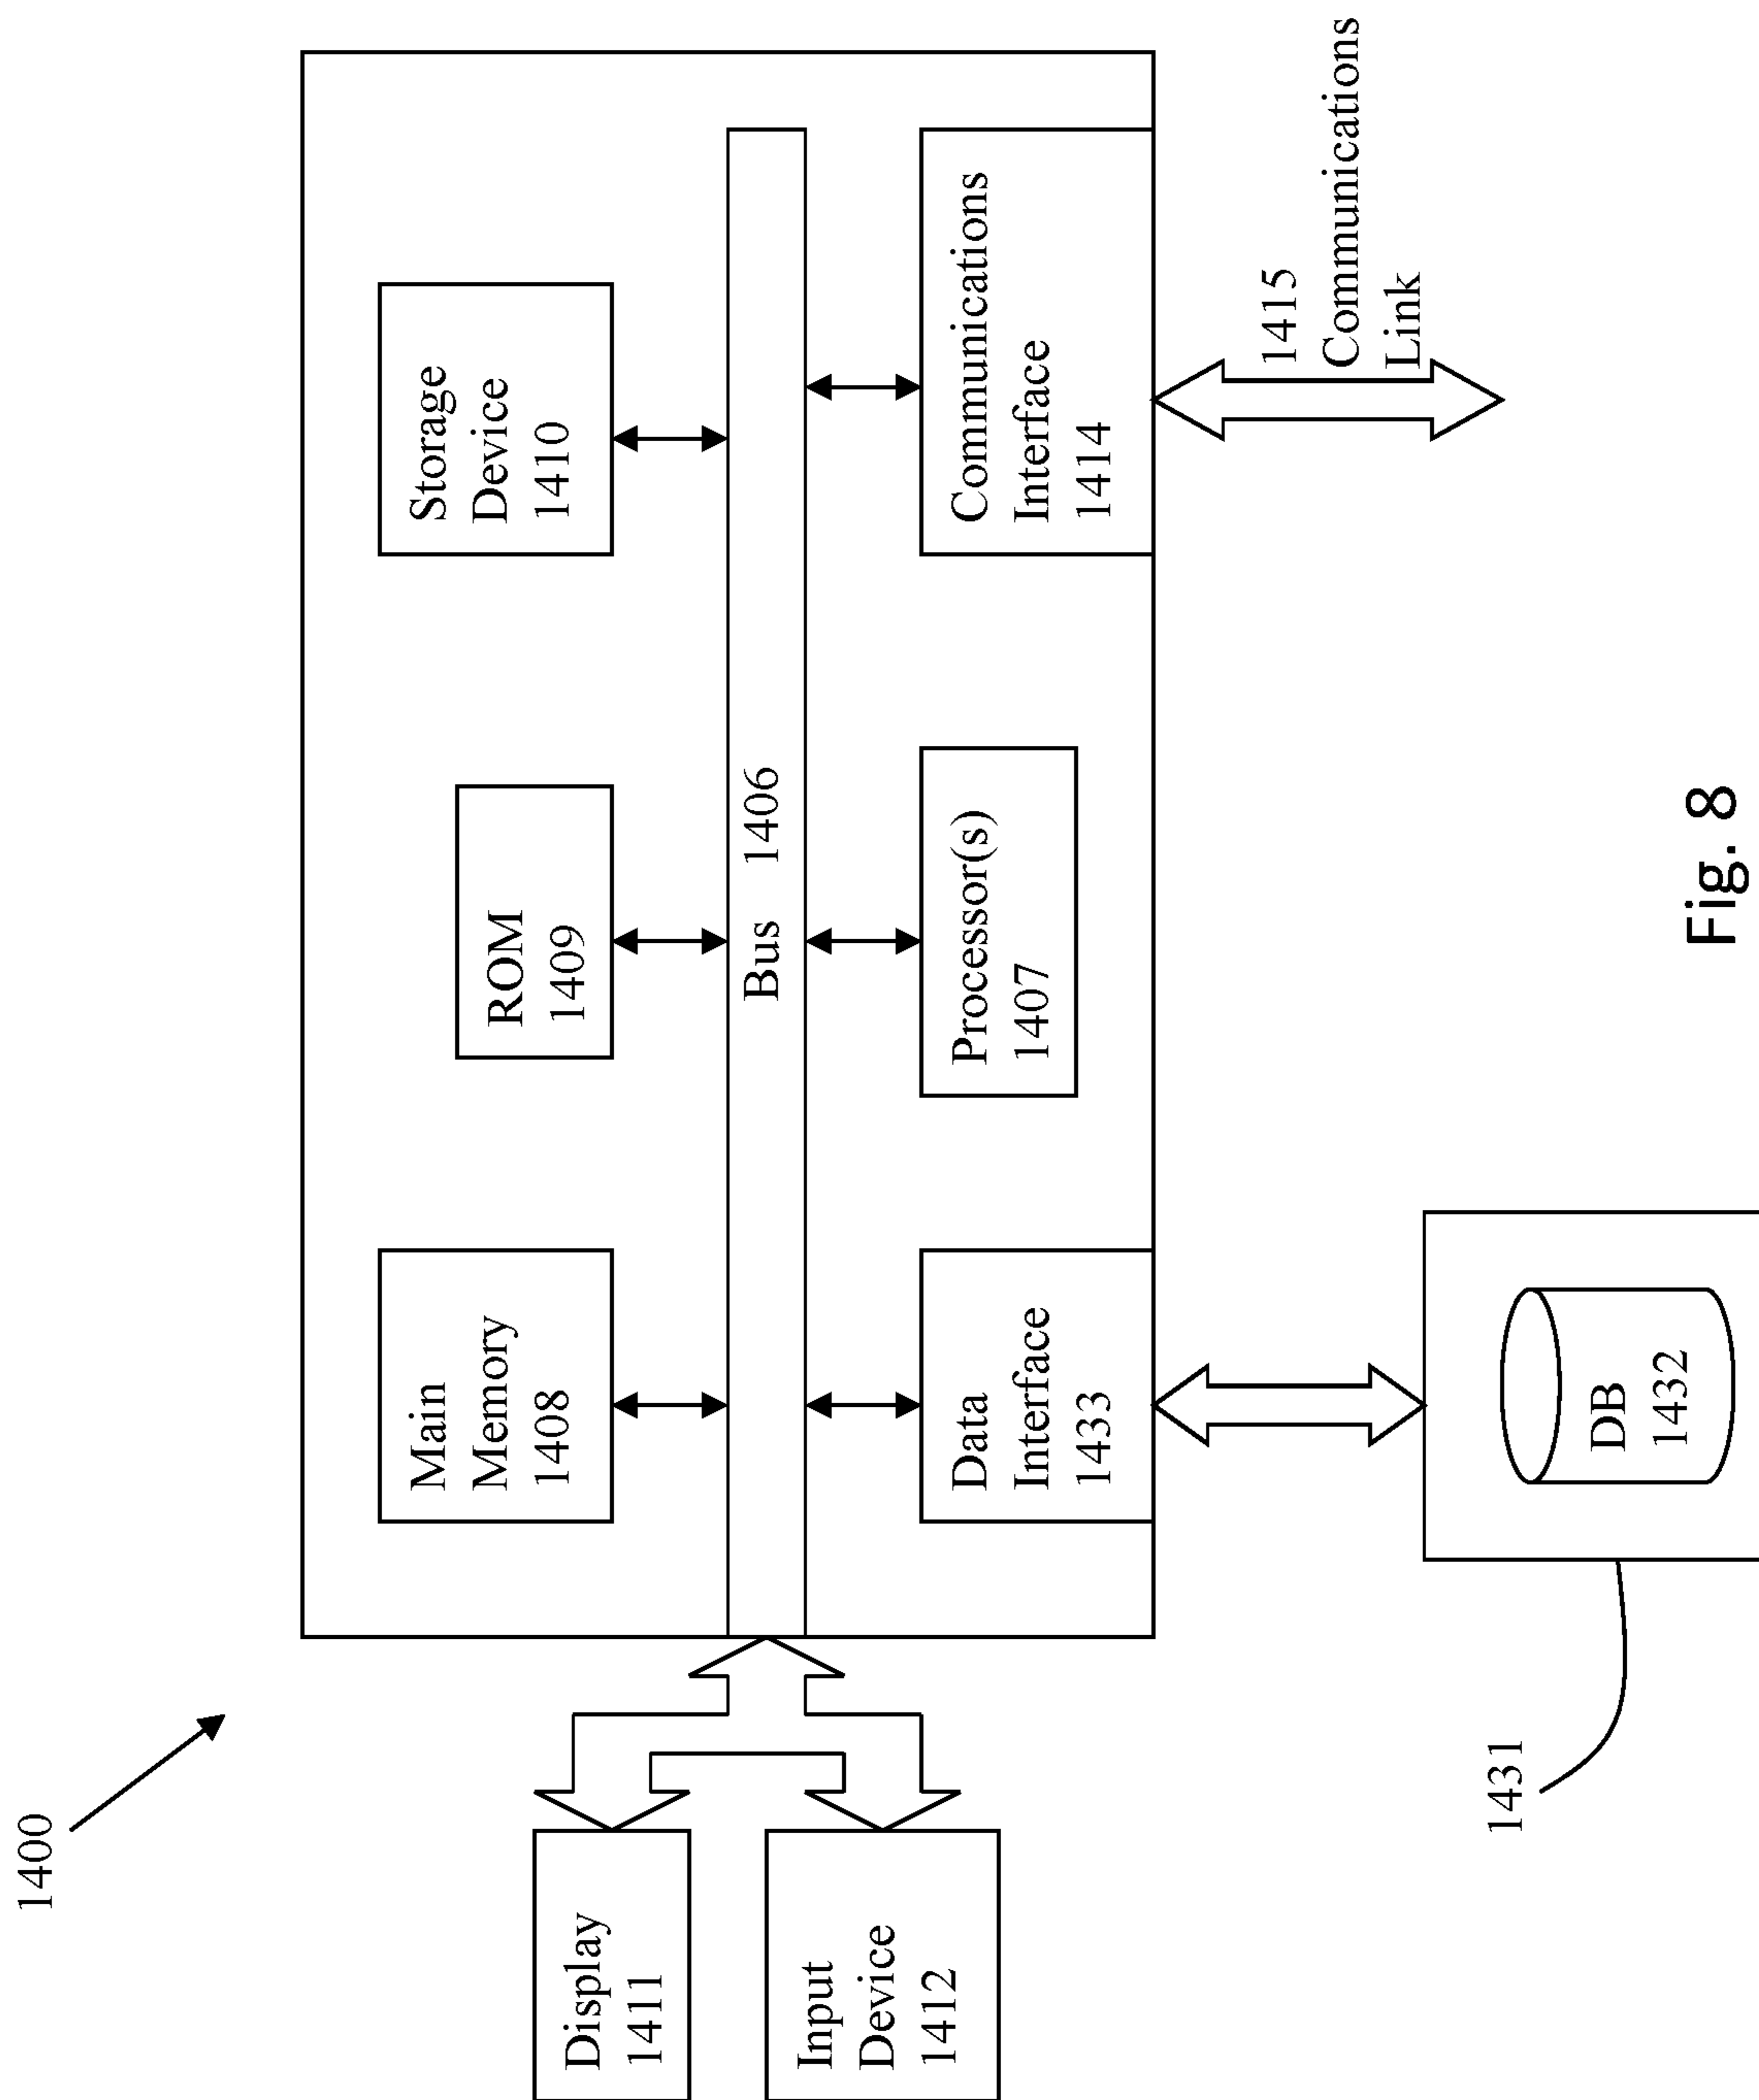 1400
Main
Memory
1408
ROM
1409
Storage
Device
1410
Display
1411
Bus 1406
Input
Device
1412
Data
Interface
1433
Processor(s)
1407
Communications
Interface
1414
1415
Communications
Link
1431
DB
1432
Fig. 8